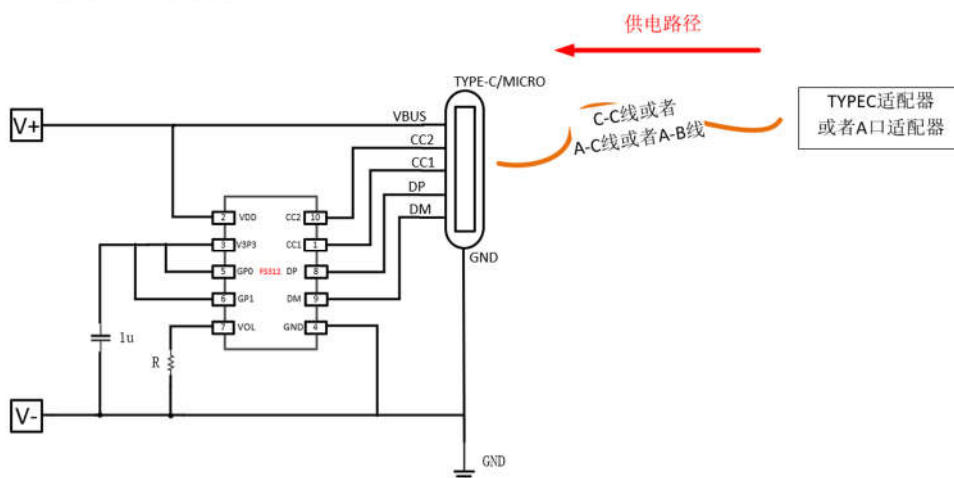 供电路径
TYPE-C/MICRO
TYPEC适配器
或者A口适配器
C-C线或者
A-C线或者A-B线
V+
VBUS
CC2
CC1
DP
DM
GND
2 VDD CC2 10
3 V3P3 CC1 1
5 GP0 FS312 DP 8
6 GP1 DM 9
7 VOL GND 4
1u
R
V-
GND